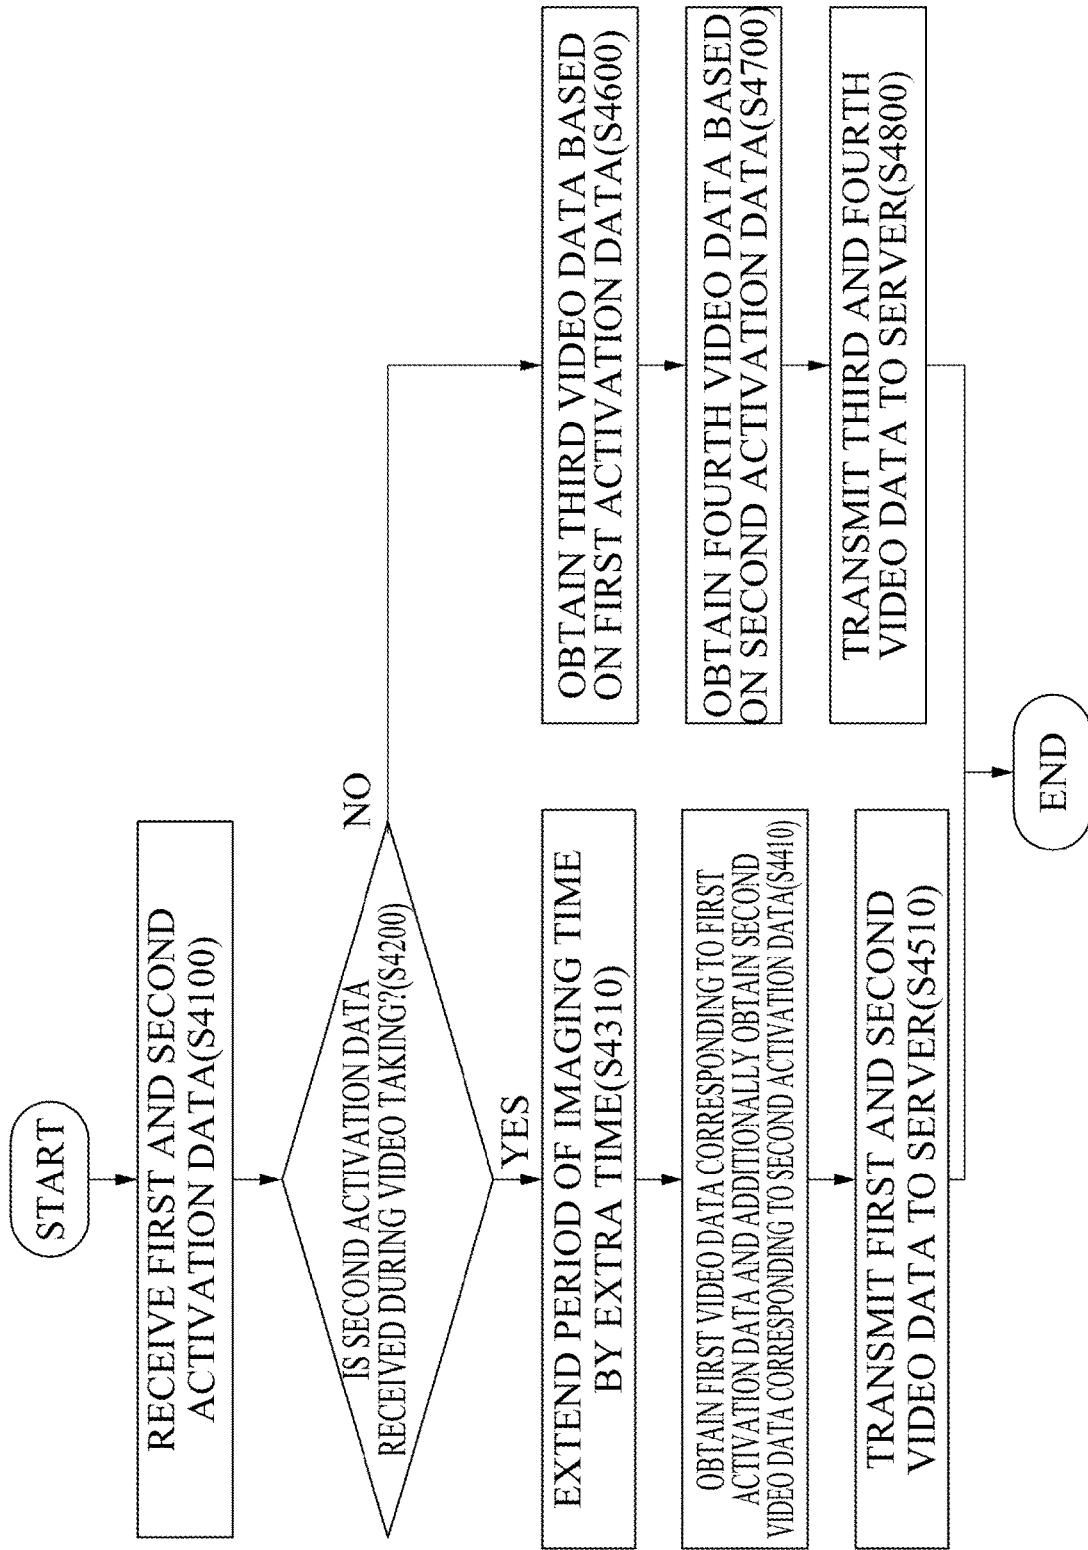 START
RECEIVE FIRST AND SECOND
ACTIVATION DATA(S4100)
IS SECOND ACTIVATION DATA
RECEIVED DURING VIDEO TAKING?(S4200)
YES
NO
EXTEND PERIOD OF IMAGING TIME
BY EXTRA TIME(S4310)
OBTAIN FIRST VIDEO DATA CORRESPONDING TO FIRST
ACTIVATION DATA AND ADDITIONALLY OBTAIN SECOND
VIDEO DATA CORRESPONDING TO SECOND ACTIVATION DATA(S4410)
TRANSMIT FIRST AND SECOND
VIDEO DATA TO SERVER(S4510)
OBTAIN THIRD VIDEO DATA BASED
ON FIRST ACTIVATION DATA(S4600)
OBTAIN FOURTH VIDEO DATA BASED
ON SECOND ACTIVATION DATA(S4700)
TRANSMIT THIRD AND FOURTH
VIDEO DATA TO SERVER(S4800)
END